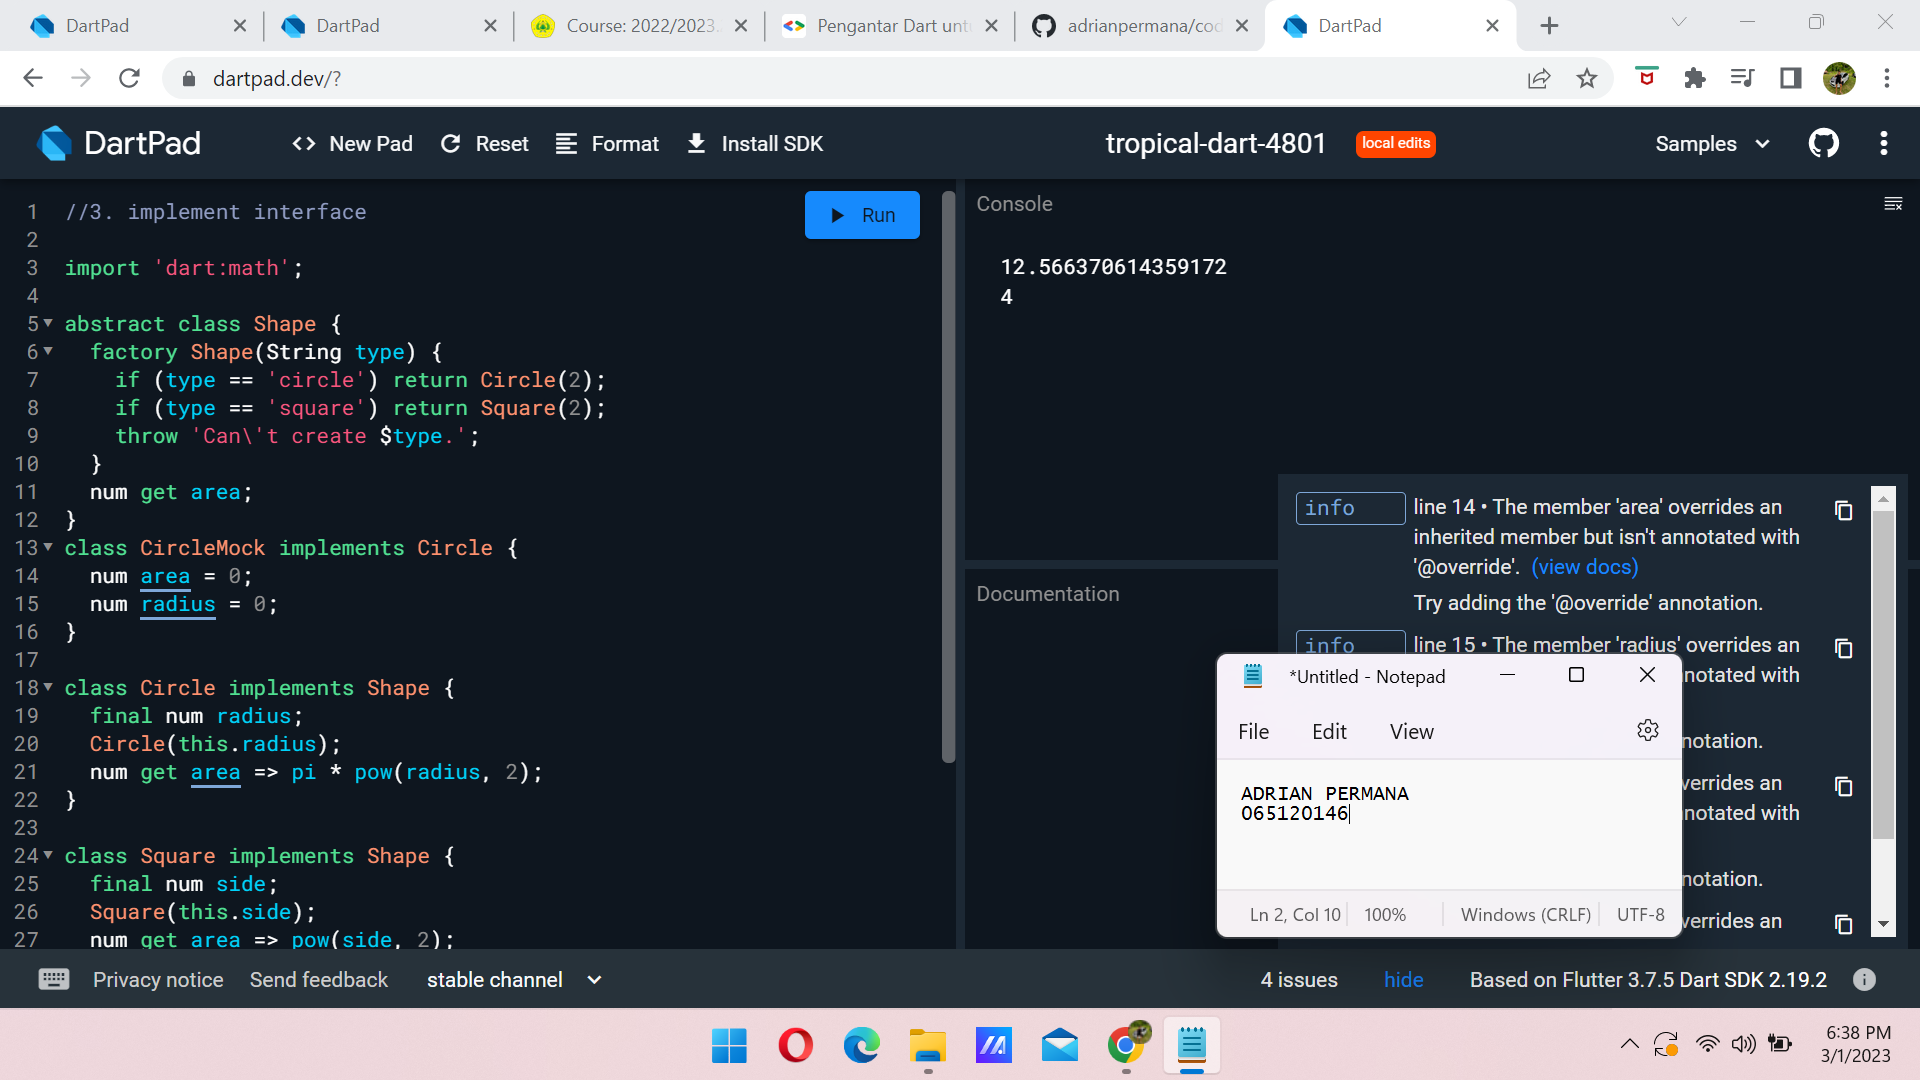 DartPad
DartPad
Course: 2022/2023.
Pengantar Dart untu
adrianpermana/cod
DartPad
dartpad.dev/?
DartPad
<> New Pad
Reset
Format
Install SDK
tropical-dart-4801
local edits
Samples
1 //3. implement interface
2
3 import 'dart:math';
4
5 abstract class Shape {
6 factory Shape(String type) {
7 if (type == 'circle') return Circle(2);
8 if (type == 'square') return Square(2);
9 throw 'Can\'t create $type.';
10 }
11 num get area;
12 }
13 class CircleMock implements Circle {
14 num area = 0;
15 num radius = 0;
16 }
17
18 class Circle implements Shape {
19 final num radius;
20 Circle(this.radius);
21 num get area => pi * pow(radius, 2);
22 }
23
24 class Square implements Shape {
25 final num side;
26 Square(this.side);
27 num get area => pow(side, 2);
Run
Console
12.566370614359172
4
Documentation
info line 14 • The member 'area' overrides an
inherited member but isn't annotated with
'@override'. (view docs)
Try adding the '@override' annotation.
info line 15 • The member 'radius' overrides an
notated with
notation.
verrides an
notated with
notation.
verrides an
*Untitled - Notepad
File Edit View
ADRIAN PERMANA
065120146
Ln 2, Col 10 100% Windows (CRLF) UTF-8
Privacy notice
Send feedback
stable channel
4 issues
hide
Based on Flutter 3.7.5 Dart SDK 2.19.2
6:38 PM
3/1/2023